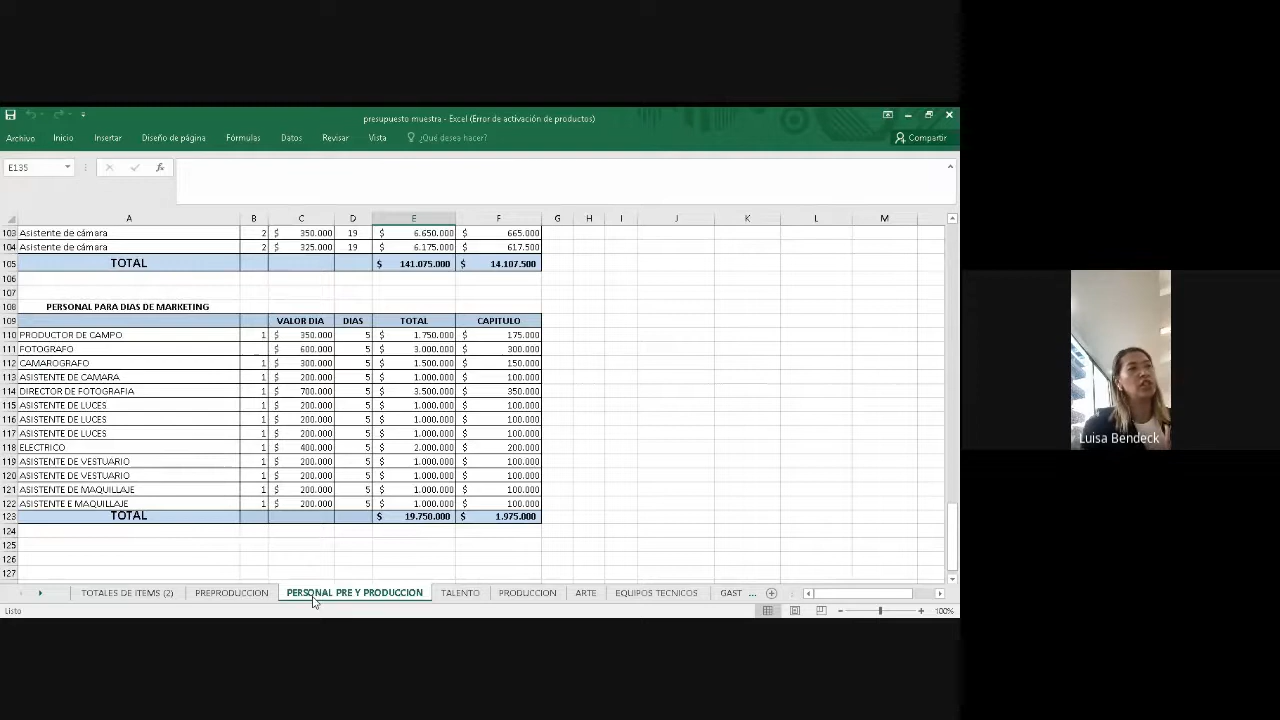 presupuesto muestra - Excel (Error de activación de productos)
Archivo Inicio Insertar Diseño de página Fórmulas Datos Revisar Vista ¿Qué desea hacer? Compartir
E135 fx
A B C D E F G H I J K L M
103 Asistente de cámara 2 $ 350.000 19 $ 6.650.000 $ 665.000
104 Asistente de cámara 2 $ 325.000 19 $ 6.175.000 $ 617.500
105 TOTAL $ 141.075.000 $ 14.107.500
106
107
108 PERSONAL PARA DIAS DE MARKETING
109 VALOR DIA DIAS TOTAL CAPITULO
110 PRODUCTOR DE CAMPO 1 $ 350.000 5 $ 1.750.000 $ 175.000
111 FOTOGRAFO $ 600.000 5 $ 3.000.000 $ 300.000
112 CAMAROGRAFO 1 $ 300.000 5 $ 1.500.000 $ 150.000
113 ASISTENTE DE CAMARA 1 $ 200.000 5 $ 1.000.000 $ 100.000
114 DIRECTOR DE FOTOGRAFIA 1 $ 700.000 5 $ 3.500.000 $ 350.000
115 ASISTENTE DE LUCES 1 $ 200.000 5 $ 1.000.000 $ 100.000
116 ASISTENTE DE LUCES 1 $ 200.000 5 $ 1.000.000 $ 100.000
117 ASISTENTE DE LUCES 1 $ 200.000 5 $ 1.000.000 $ 100.000
118 ELECTRICO 1 $ 400.000 5 $ 2.000.000 $ 200.000
119 ASISTENTE DE VESTUARIO 1 $ 200.000 5 $ 1.000.000 $ 100.000
120 ASISTENTE DE VESTUARIO 1 $ 200.000 5 $ 1.000.000 $ 100.000
121 ASISTENTE DE MAQUILLAJE 1 $ 200.000 5 $ 1.000.000 $ 100.000
122 ASISTENTE E MAQUILLAJE 1 $ 200.000 5 $ 1.000.000 $ 100.000
123 TOTAL $ 19.750.000 $ 1.975.000
124
125
126
127
TOTALES DE ITEMS (2) PREPRODUCCION PERSONAL PRE Y PRODUCCION TALENTO PRODUCCION ARTE EQUIPOS TECNICOS GAST ...
Listo 100%
Luisa Bendeck